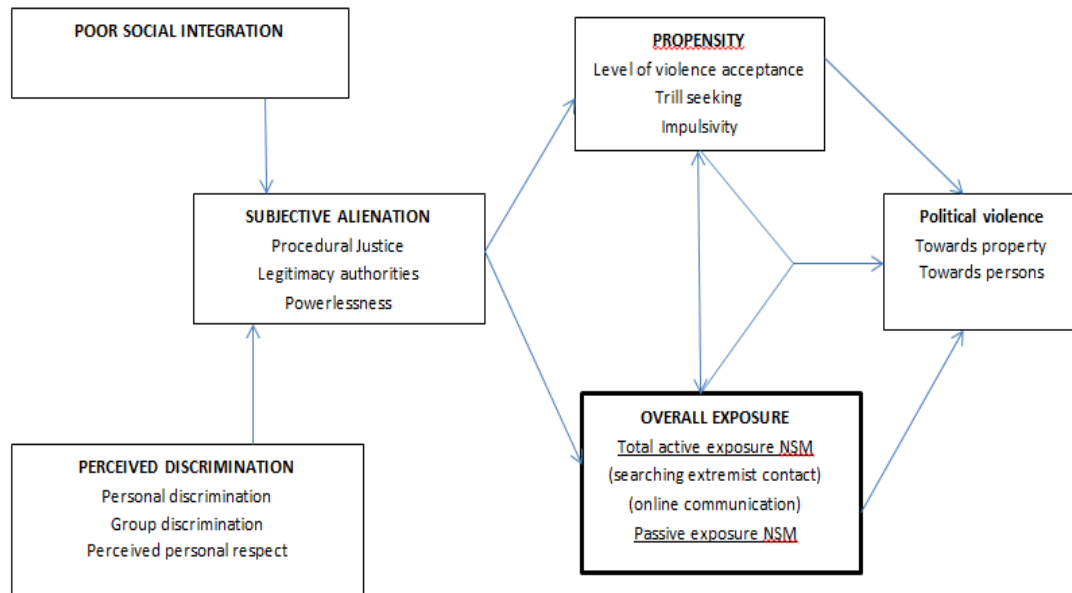 POOR SOCIAL INTEGRATION
PROPENSITY
Level of violence acceptance
Trill seeking
Impulsivity
SUBJECTIVE ALIENATION
Procedural Justice
Legitimacy authorities
Powerlessness
Political violence
Towards property
Towards persons
OVERALL EXPOSURE
Total active exposure NSM
(searching extremist contact)
(online communication)
Passive exposure NSM
PERCEIVED DISCRIMINATION
Personal discrimination
Group discrimination
Perceived personal respect